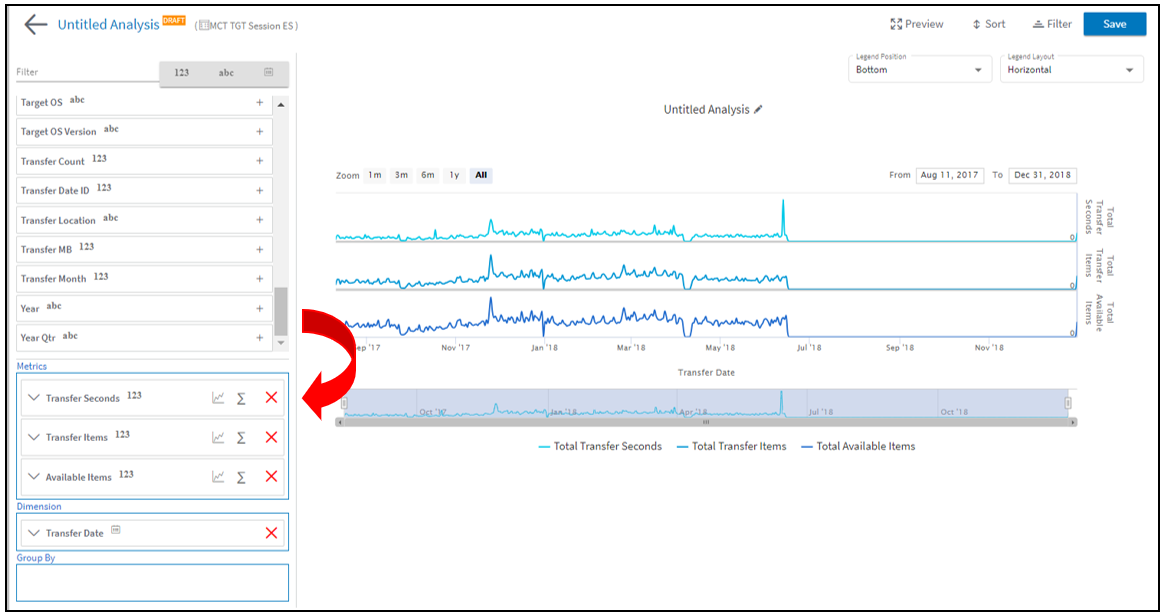 Untitled Analysis DRAFT (MCT TGT Session ES)
Preview Sort Filter Save
Filter 123 abc
Target OS abc +
Target OS Version abc +
Transfer Count 123 +
Transfer Date ID 123 +
Transfer Location abc +
Transfer MB 123 +
Transfer Month 123 +
Year abc +
Year Qtr abc +
Metrics
Transfer Seconds 123 Σ
Transfer Items 123 Σ
Available Items 123 Σ
Dimension
Transfer Date
Group By
Legend Position
Bottom
Legend Layout
Horizontal
Untitled Analysis
Zoom 1m 3m 6m 1y All
From Aug 11, 2017 To Dec 31, 2018
Total Transfer Seconds
0
Total Transfer Items
0
Total Available Items
0
ep '17 Nov '17 Jan '18 Mar '18 May '18 Jul '18 Sep '18 Nov '18
Transfer Date
Oct '17 Jan '18 Apr '18 Jul '18 Oct '18
Total Transfer Seconds Total Transfer Items Total Available Items